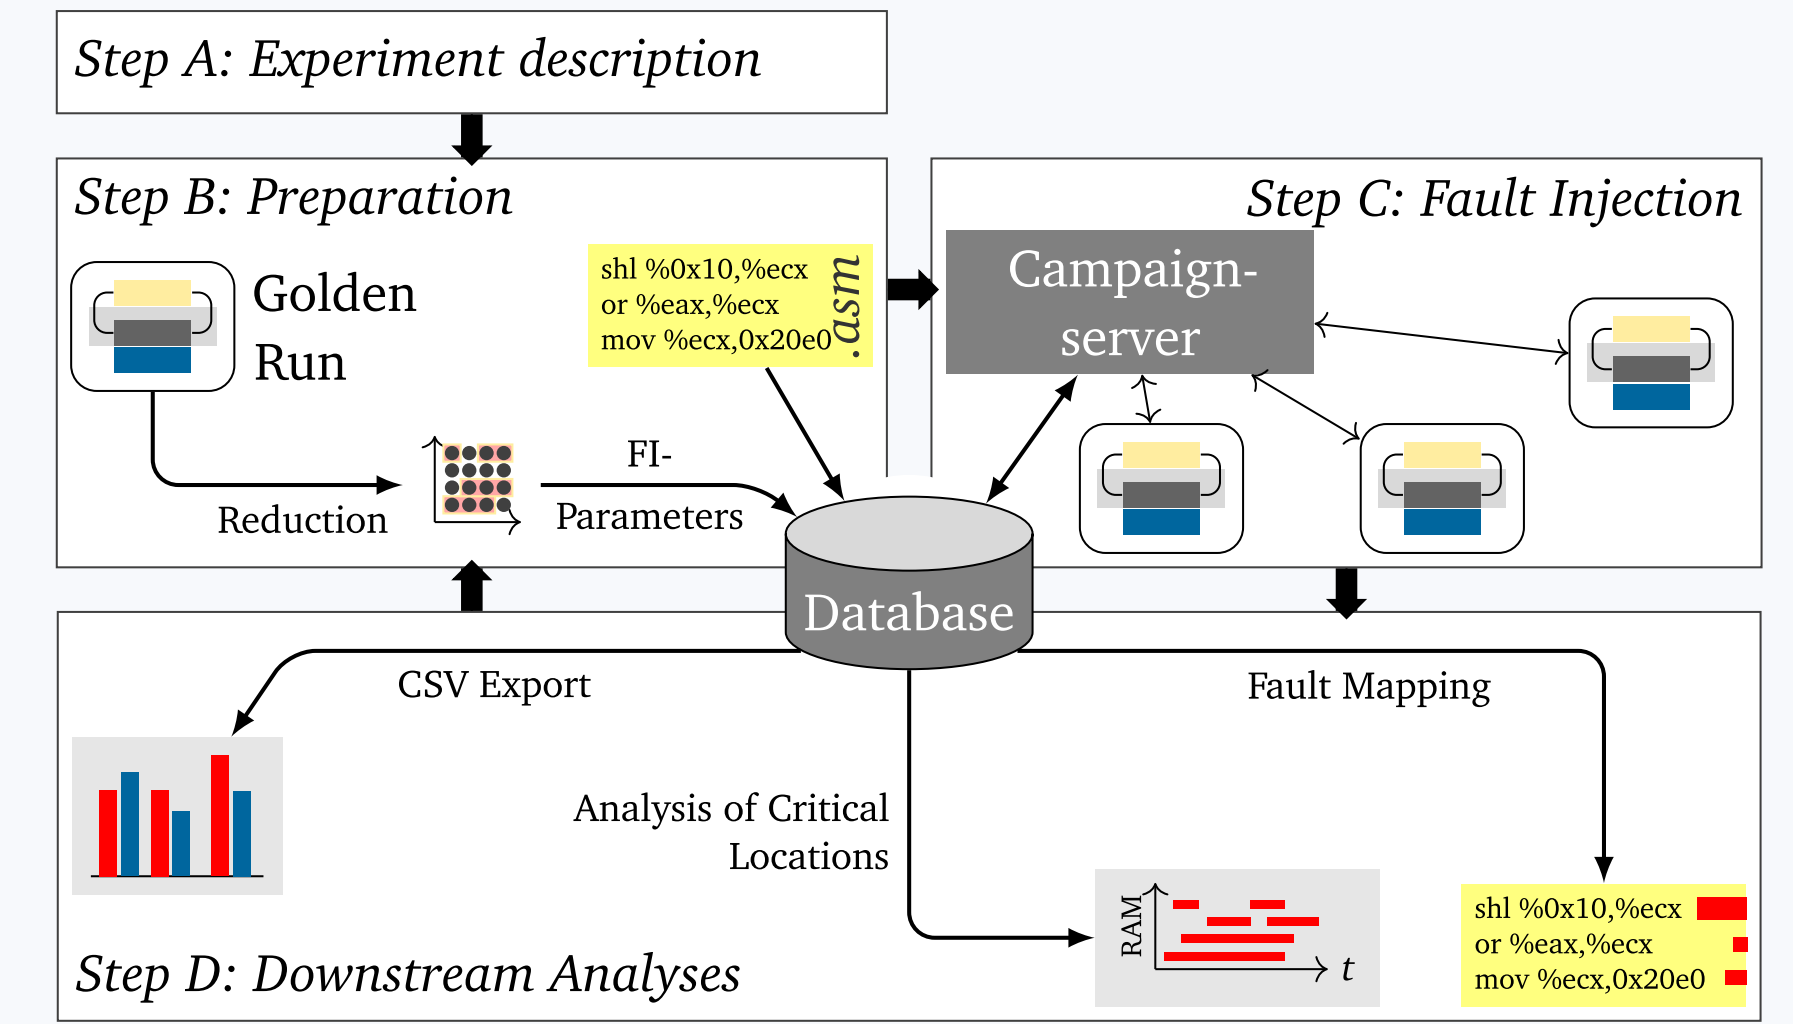 Step A: Experiment description
Step B: Preparation
Golden
Run
shl %0x10,%ecx
or %eax,%ecx
mov %ecx,0x20e0
.asm
Reduction
FI-
Parameters
Step C: Fault Injection
Campaign-
server
Database
CSV Export
Analysis of Critical
Locations
Fault Mapping
RAM
t
shl %0x10,%ecx
or %eax,%ecx
mov %ecx,0x20e0
Step D: Downstream Analyses